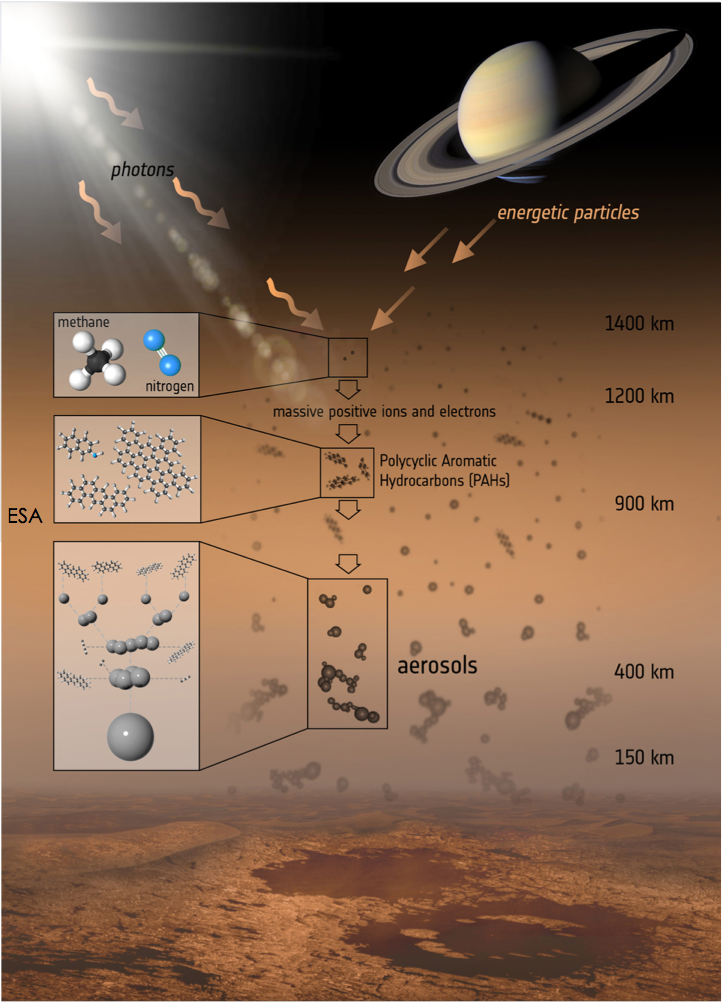 photons
energetic particles
methane
nitrogen
1400 km
1200 km
massive positive ions and electrons
Polycyclic Aromatic
Hydrocarbons (PAHs)
900 km
ESA
aerosols
400 km
150 km